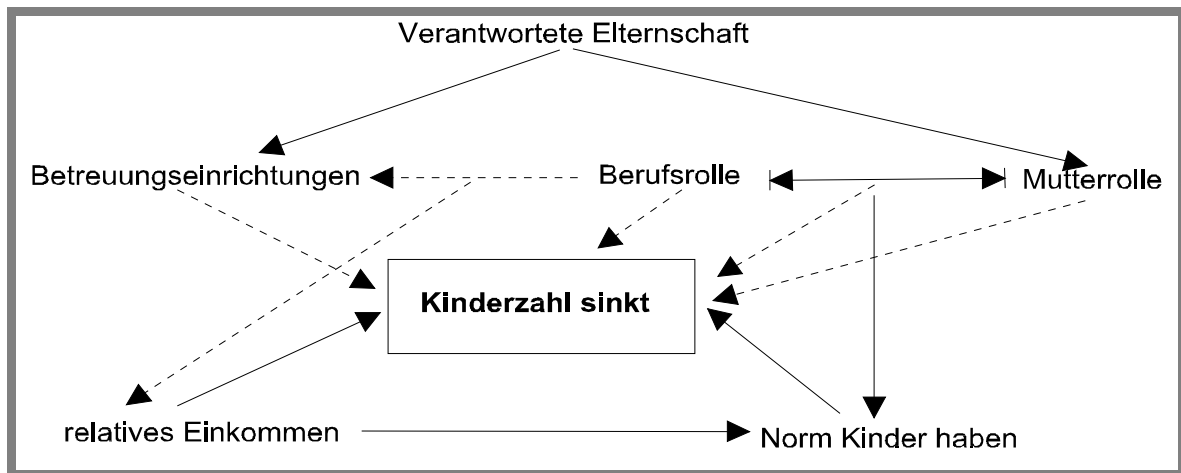 Verantwortete Elternschaft
Betreuungseinrichtungen
Berufsrolle
Mutterrolle
Kinderzahl sinkt
relatives Einkommen
Norm Kinder haben